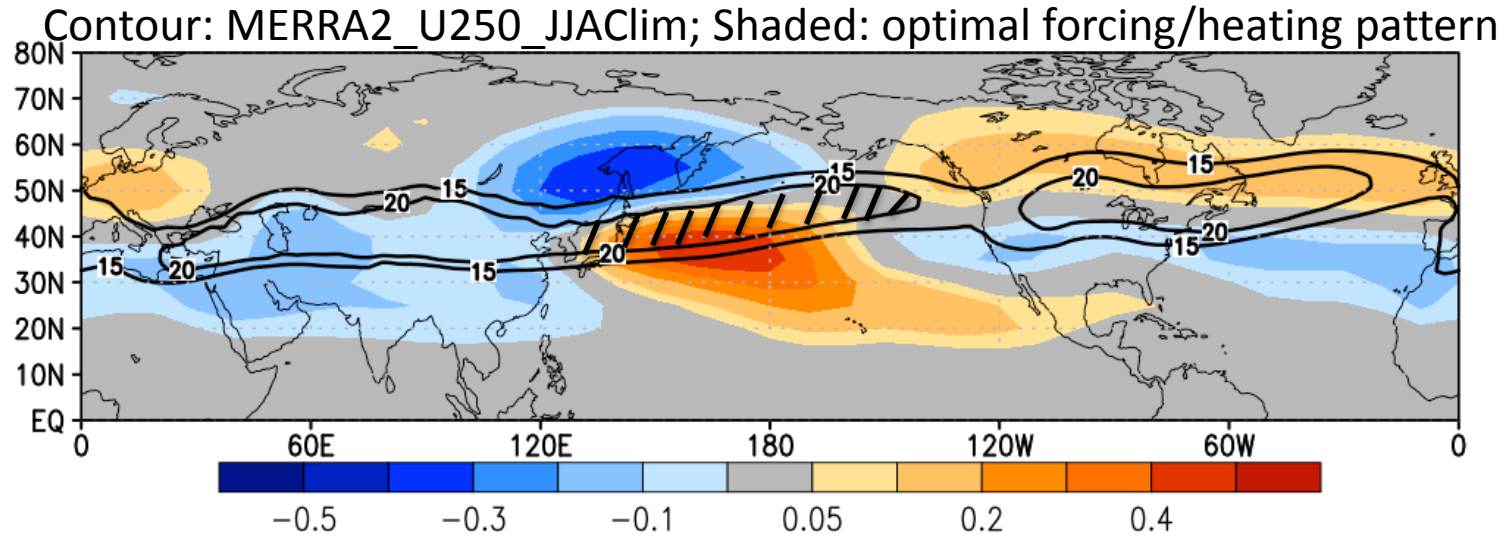 Contour: MERRA2_U250_JJAClim; Shaded: optimal forcing/heating pattern
80N
70N
60N
15
15
20
50N
15
20
20
40N
20
20
15
15
20
15
30N
20N
10N
EQ
0 60E 120E 180 120W 60W 0
−0.5 −0.3 −0.1 0.05 0.2 0.4